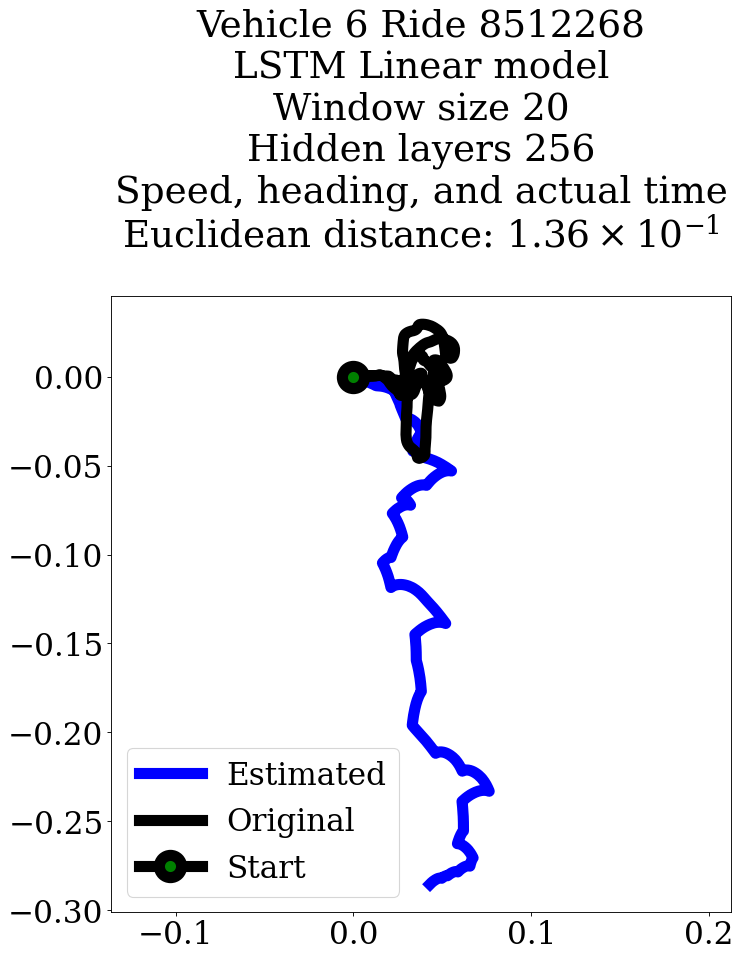 Vehicle 6 Ride 8512268
LSTM Linear model
Window size 20
Hidden layers 256
Speed, heading, and actual time
Euclidean distance: 1.36 × 10⁻¹
0.00
−0.05
−0.10
−0.15
−0.20
−0.25
−0.30
Estimated
Original
Start
−0.1 0.0 0.1 0.2